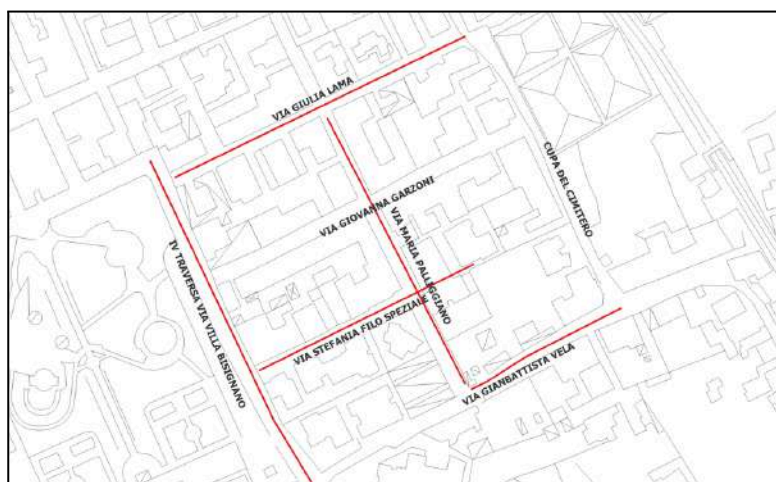 VIA GIULIA LAMA
CUPA DEL CIMITERO
VIA GIOVANNA GARZONI
VIA MARIA PALLIGGIANO
IV TRAVERSA VIA VILLA BISIGNANO
VIA STEFANIA FILO SPEZIALE
VIA GIANBATTISTA VELA